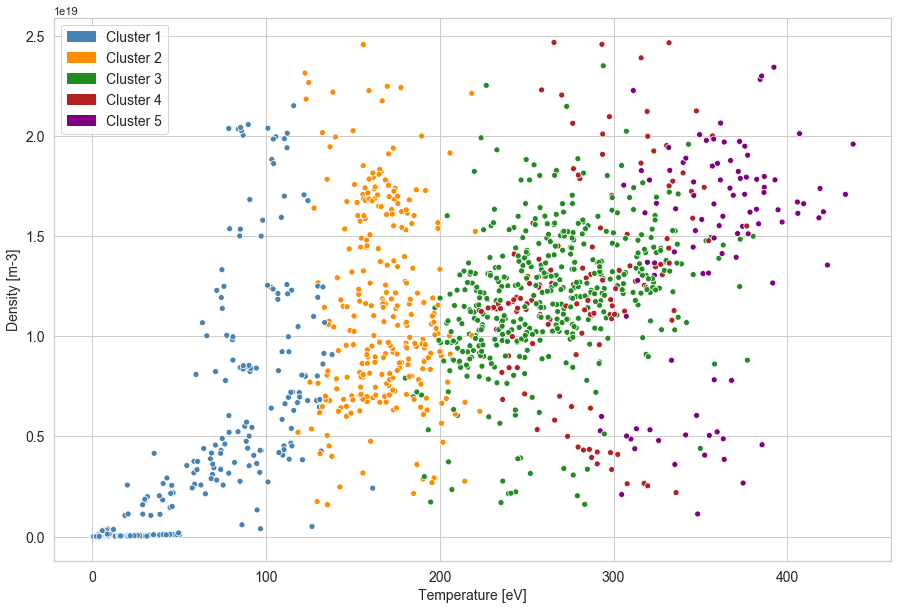 1e19
2.5
2.0
1.5
1.0
0.5
0.0
Density [m-3]
Cluster 1
Cluster 2
Cluster 3
Cluster 4
Cluster 5
0 100 200 300 400
Temperature [eV]